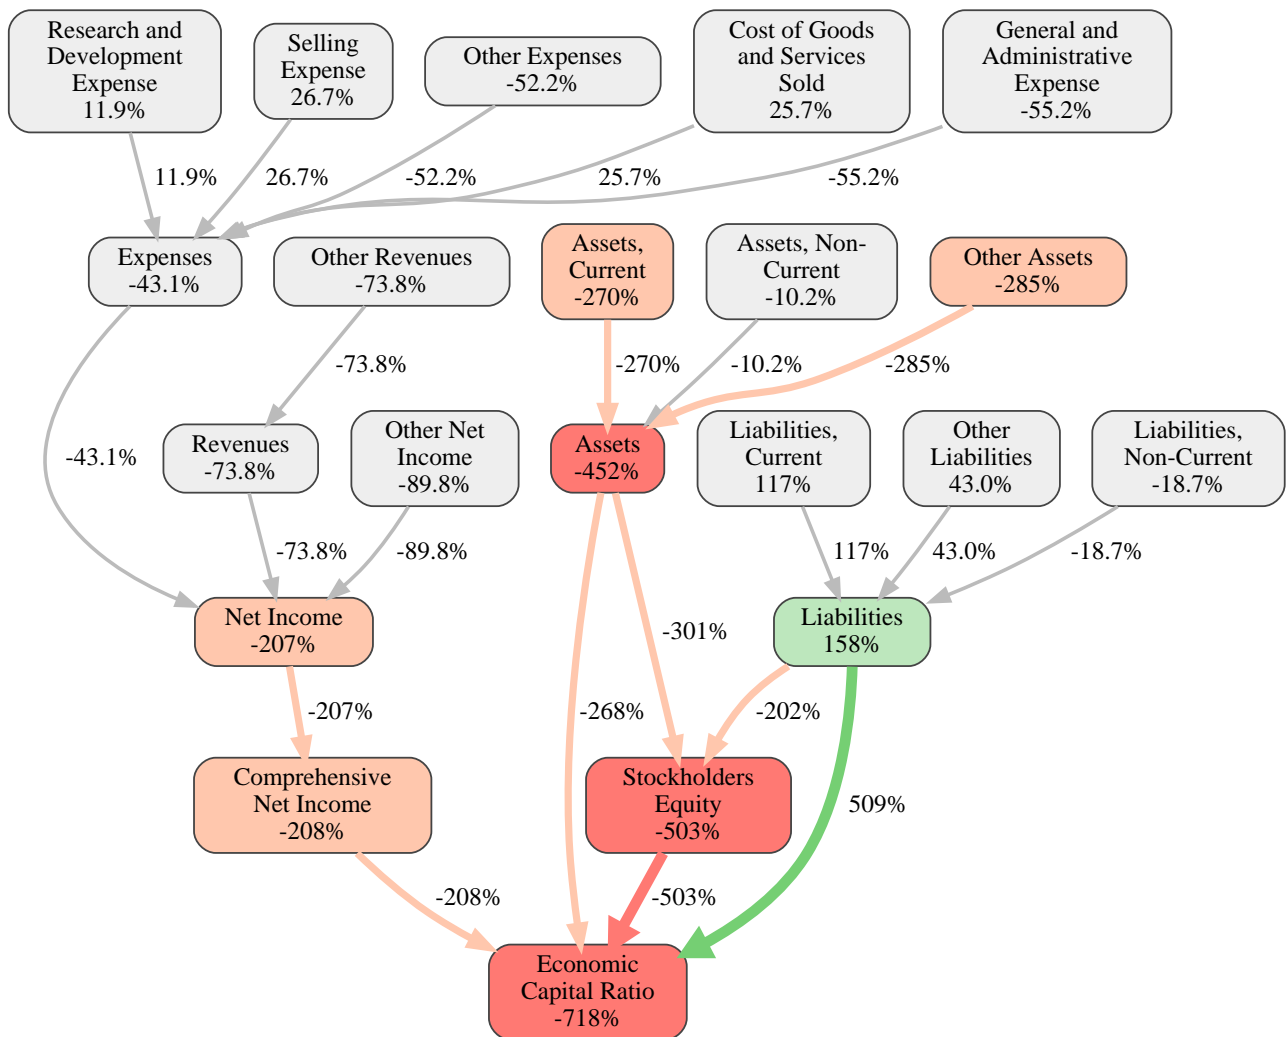 Research and
Development
Expense
11.9%
Selling
Expense
26.7%
Other Expenses
-52.2%
Cost of Goods
and Services
Sold
25.7%
General and
Administrative
Expense
-55.2%
11.9%
26.7%
-52.2%
25.7%
-55.2%
Expenses
-43.1%
Other Revenues
-73.8%
Assets,
Current
-270%
Assets, Non-
Current
-10.2%
Other Assets
-285%
-73.8%
-270%
-10.2%
-285%
-43.1%
Revenues
-73.8%
Other Net
Income
-89.8%
Assets
-452%
Liabilities,
Current
117%
Other
Liabilities
43.0%
Liabilities,
Non-Current
-18.7%
-73.8%
-89.8%
117%
43.0%
-18.7%
Net Income
-207%
-301%
Liabilities
158%
-207%
-268%
-202%
Comprehensive
Net Income
-208%
Stockholders
Equity
-503%
509%
-208%
-503%
Economic
Capital Ratio
-718%